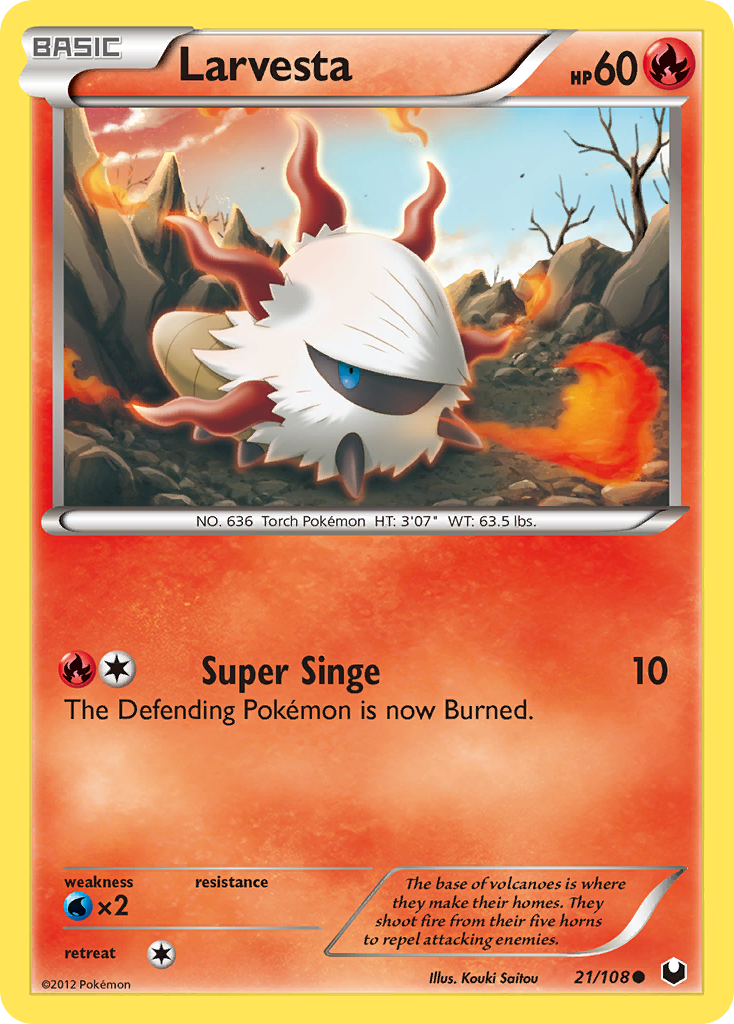 BASIC
Larvesta
HP60
NO. 636 Torch Pokémon HT: 3'07" WT: 63.5 lbs.
Super Singe 10
The Defending Pokémon is now Burned.
weakness resistance
×2
The base of volcanoes is where
they make their homes. They
shoot fire from their five horns
to repel attacking enemies.
retreat
©2012 Pokémon
Illus. Kouki Saitou
21/108